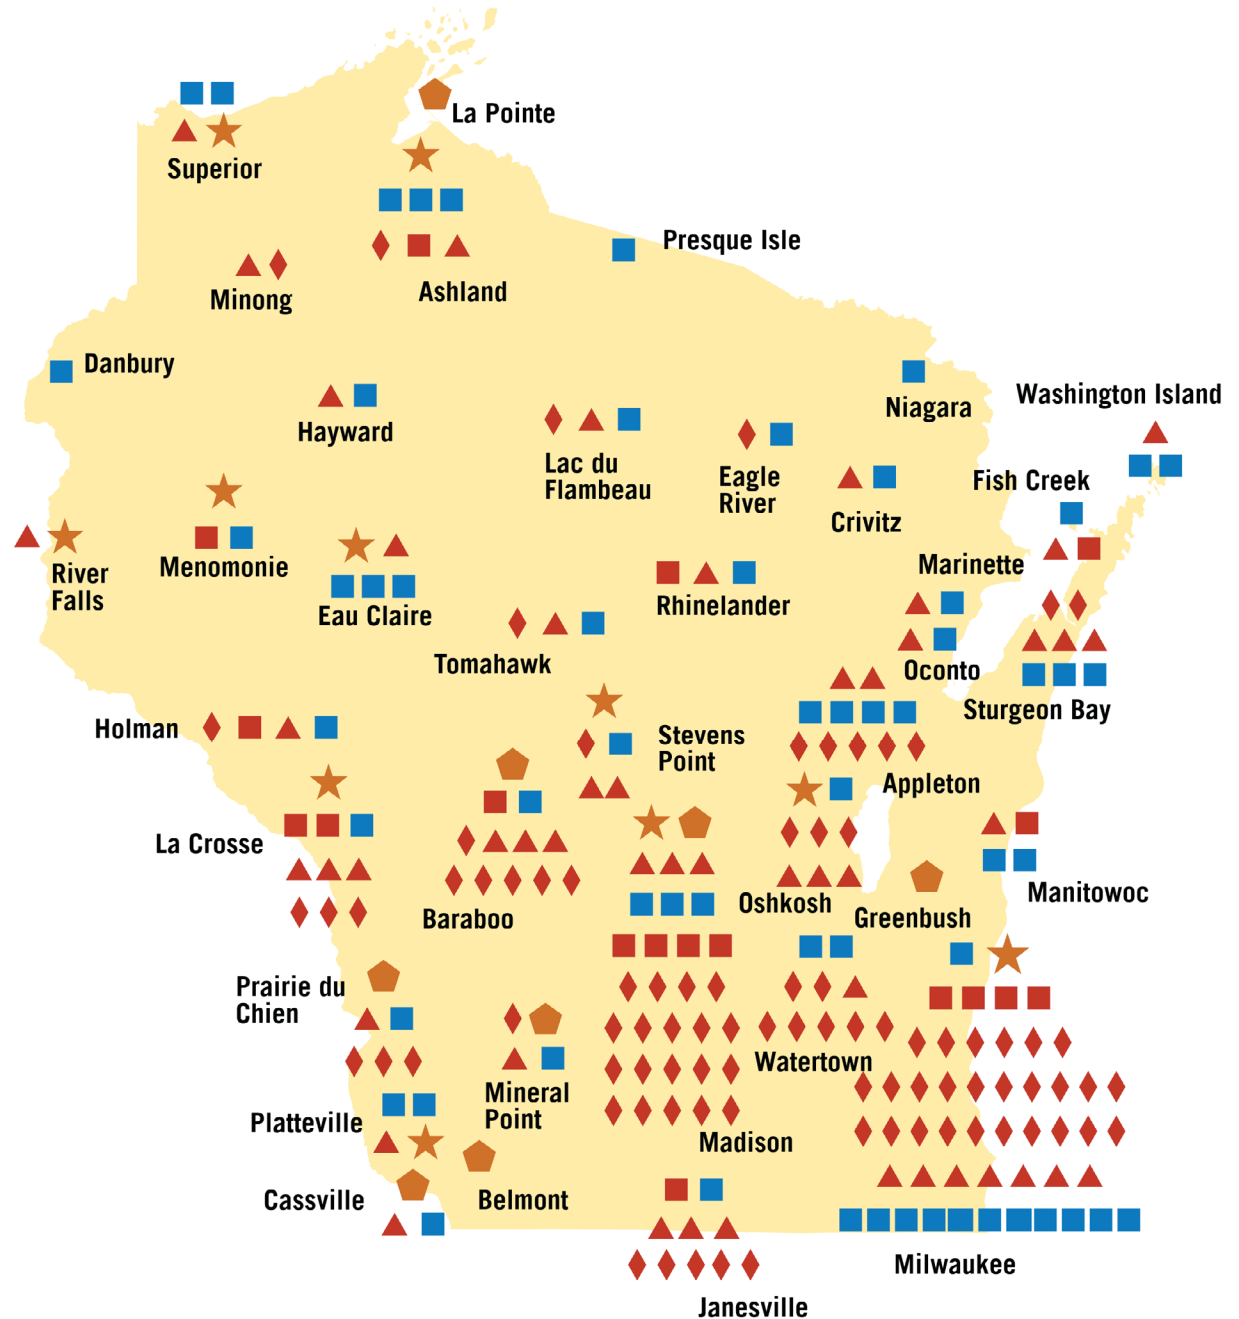 La Pointe
Superior
Presque Isle
Minong
Ashland
Danbury
Washington Island
Niagara
Hayward
Lac du
Flambeau
Eagle
River
Fish Creek
Crivitz
Menomonie
River
Falls
Marinette
Rhinelander
Eau Claire
Tomahawk
Oconto
Sturgeon Bay
Holman
Stevens
Point
Appleton
La Crosse
Baraboo
Oshkosh
Greenbush
Manitowoc
Prairie du
Chien
Watertown
Mineral
Point
Platteville
Madison
Cassville
Belmont
Milwaukee
Janesville